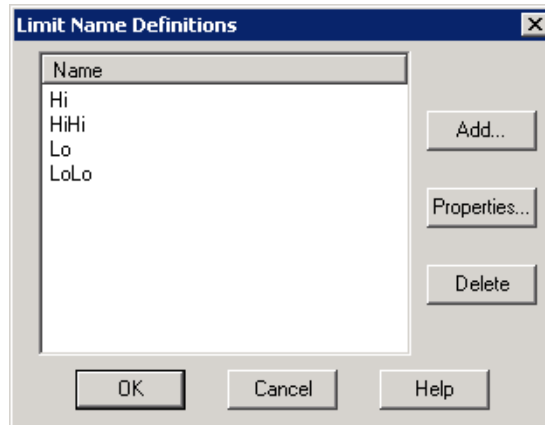 Limit Name Definitions
Name
Hi
HiHi
Lo
LoLo
Add...
Properties...
Delete
OK
Cancel
Help